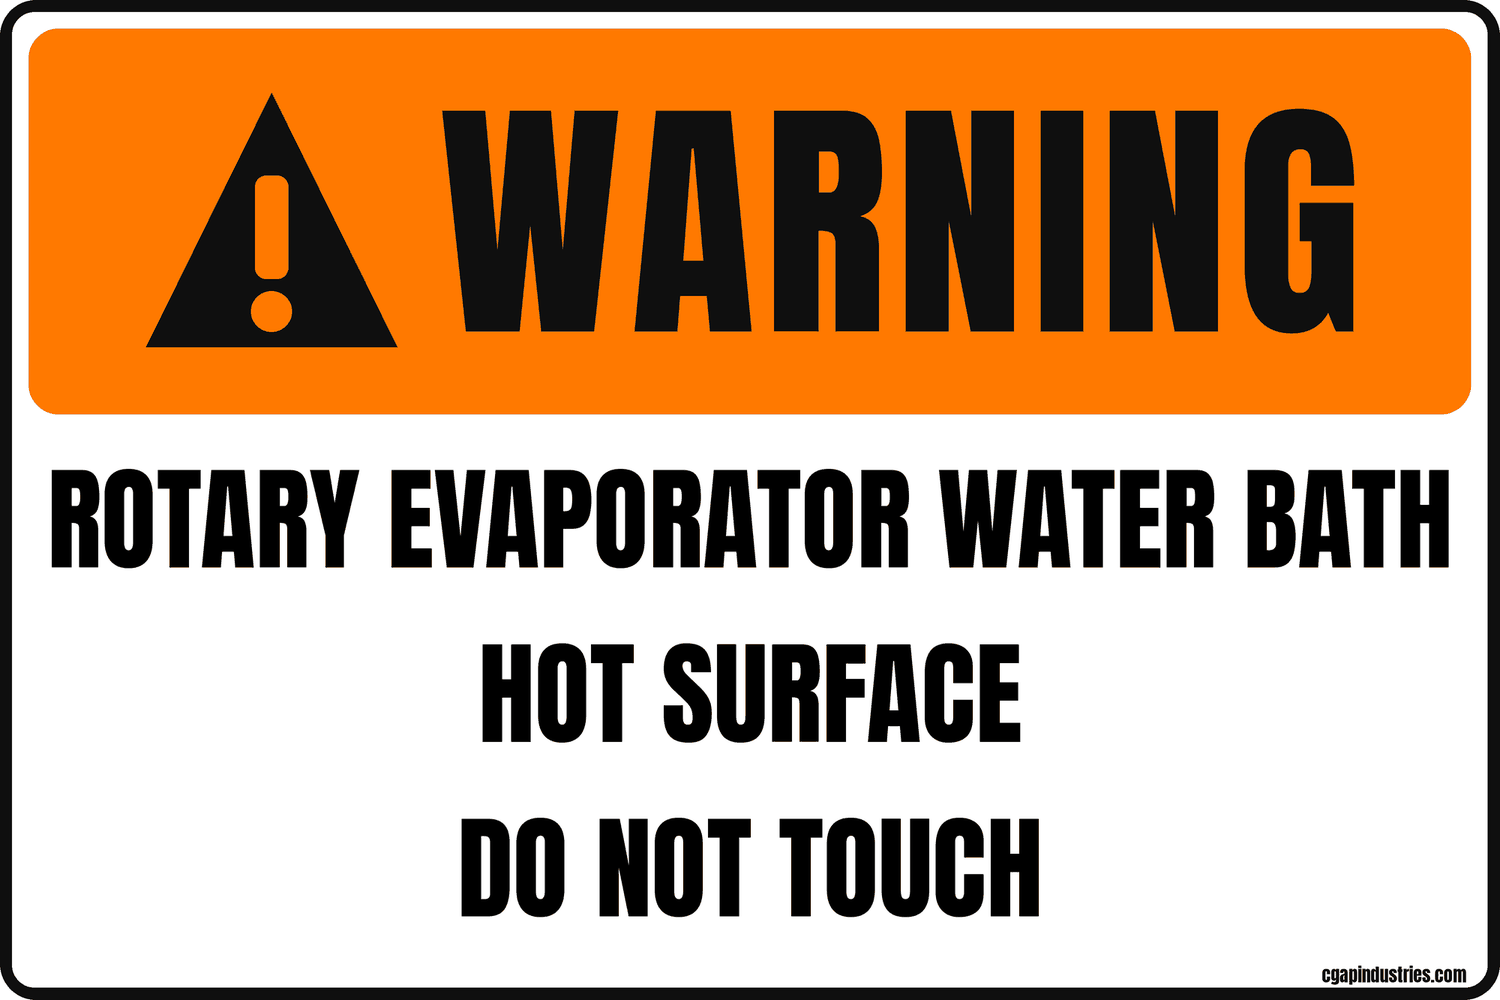 WARNING
ROTARY EVAPORATOR WATER BATH
HOT SURFACE
DO NOT TOUCH
cgapindustries.com